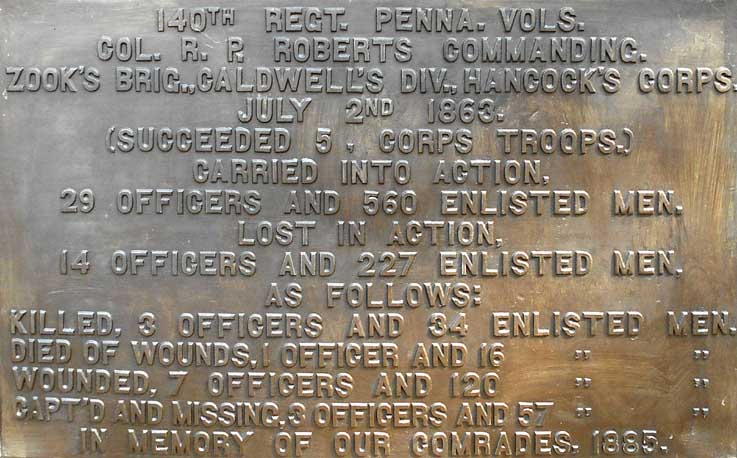 140TH REGT. PENNA. VOLS.
COL. R. P. ROBERTS COMMANDING.
ZOOK'S BRIG., CALDWELL'S DIV., HANCOCK'S CORPS.
JULY 2ND 1863.
(SUCCEEDED 5, CORPS TROOPS.)
CARRIED INTO ACTION,
29 OFFICERS AND 560 ENLISTED MEN.
LOST IN ACTION,
14 OFFICERS AND 227 ENLISTED MEN.
AS FOLLOWS:
KILLED, 3 OFFICERS AND 34 ENLISTED MEN.
DIED OF WOUNDS, 1 OFFICER AND 16 " "
WOUNDED, 7 OFFICERS AND 120 " "
CAPT'D AND MISSING, 3 OFFICERS AND 57 " "
IN MEMORY OF OUR COMRADES, 1885.